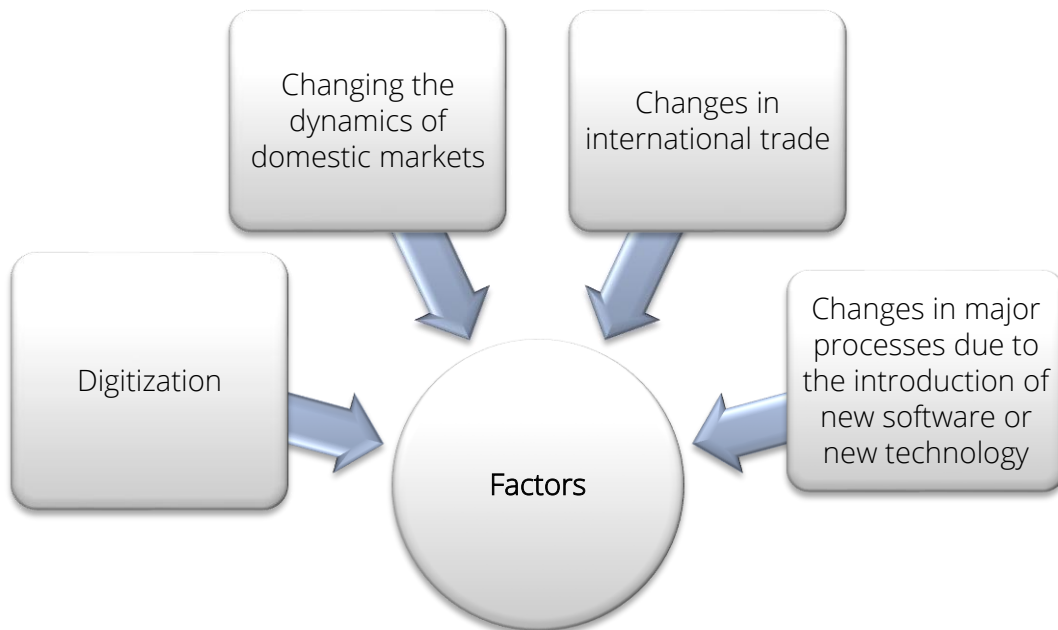 Changing the
dynamics of
domestic markets
Changes in
international trade
Digitization
Changes in major
processes due to
the introduction of
new software or
new technology
Factors